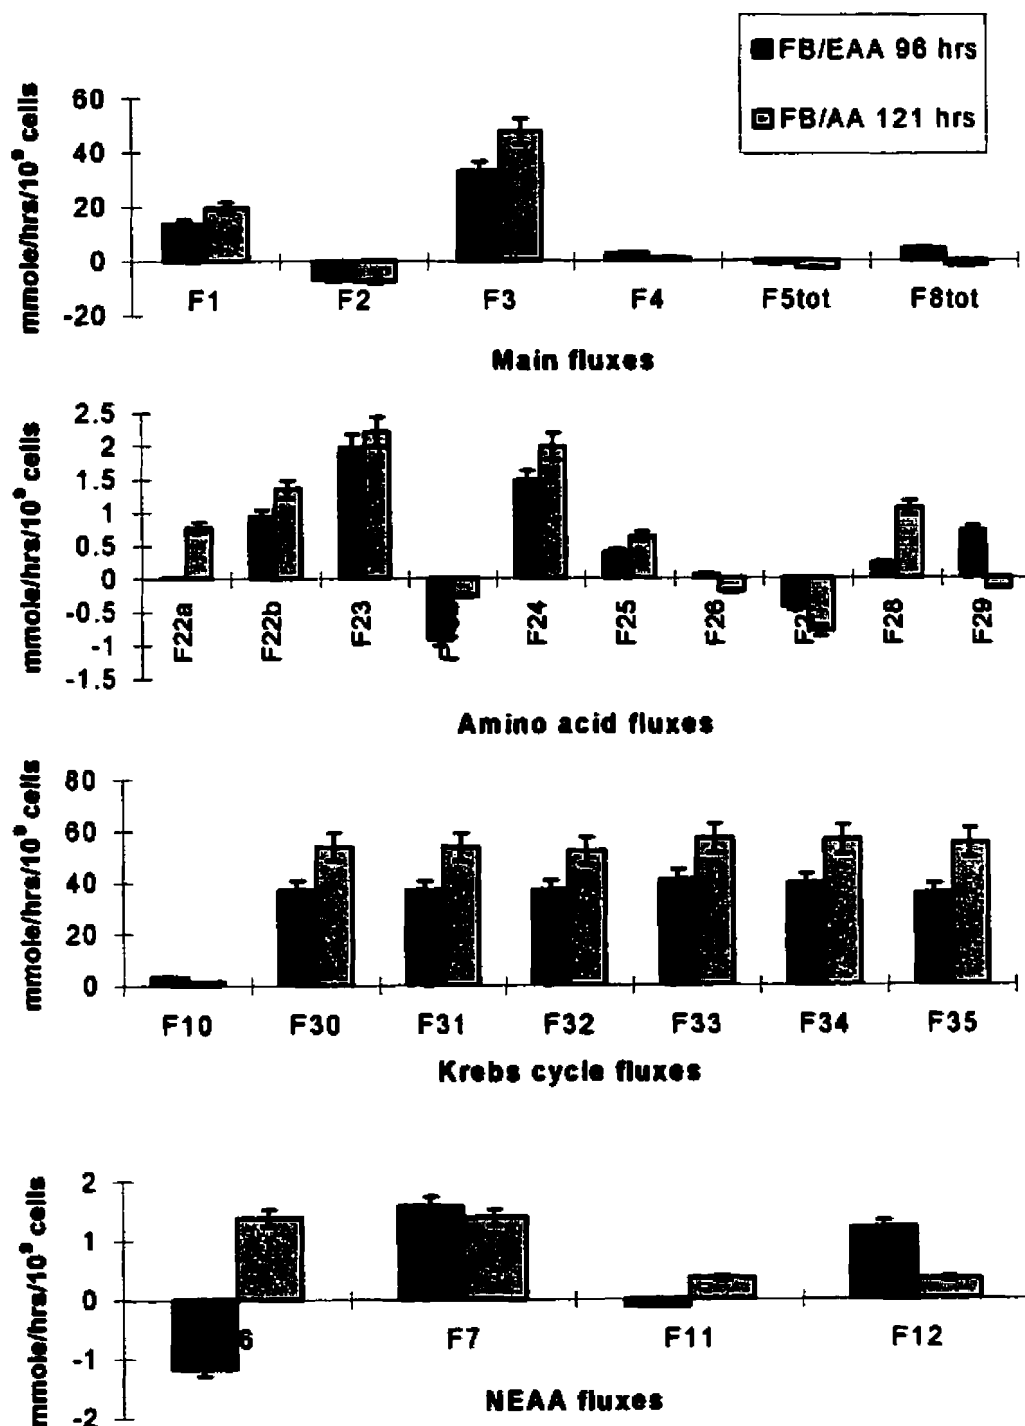 FB/EAA 96 hrs
FB/AA 121 hrs
mmole/hrs/10⁹ cells
60
40
20
0
-20
F1 F2 F3 F4 F5tot F8tot
Main fluxes
mmole/hrs/10⁹ cells
2.5
2
1.5
1
0.5
0
-0.5
-1
-1.5
F22a F22b F23 F24 F25 F26 F28 F29
Amino acid fluxes
mmole/hrs/10⁹ cells
80
60
40
20
0
F10 F30 F31 F32 F33 F34 F35
Krebs cycle fluxes
mmole/hrs/10⁹ cells
2
1
0
-1
-2
6 F7 F11 F12
NEAA fluxes